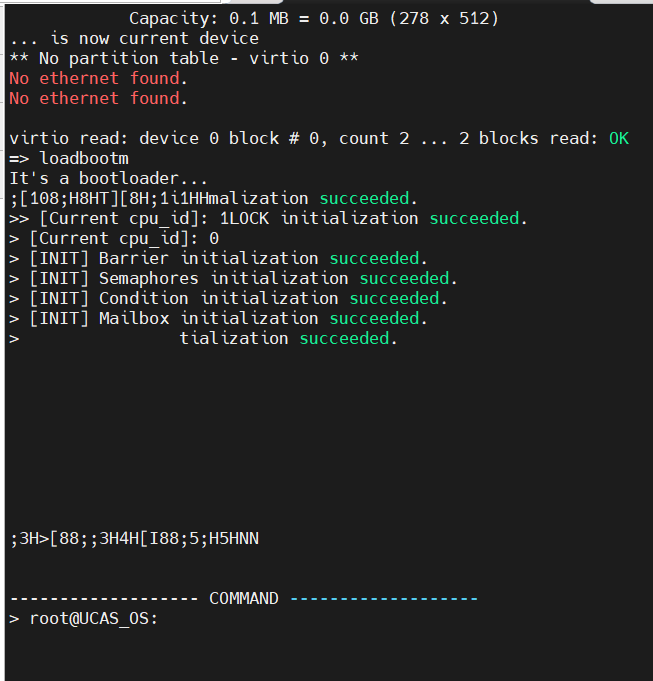 Capacity: 0.1 MB = 0.0 GB (278 x 512)
... is now current device
** No partition table - virtio 0 **
No ethernet found.
No ethernet found.
virtio read: device 0 block # 0, count 2 ... 2 blocks read: OK
=> loadbootm
It's a bootloader...
;[108;H8HT][8H;1i1HHmalization succeeded.
>> [Current cpu_id]: 1LOCK initialization succeeded.
> [Current cpu_id]: 0
> [INIT] Barrier initialization succeeded.
> [INIT] Semaphores initialization succeeded.
> [INIT] Condition initialization succeeded.
> [INIT] Mailbox initialization succeeded.
> tialization succeeded.
;3H>[88;;3H4H[I88;5;H5HNN
------------------- COMMAND -------------------
> root@UCAS_OS: